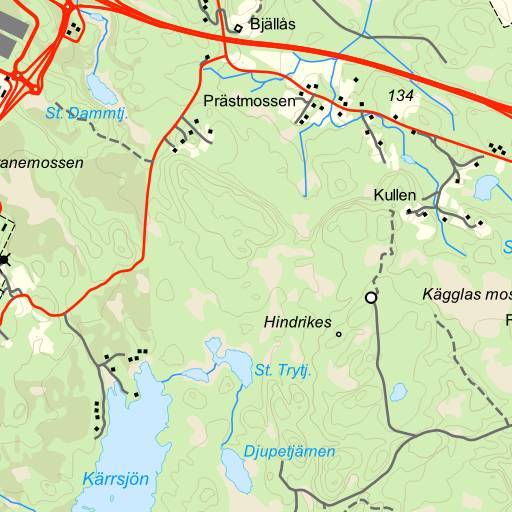 Bjällås
134
Prästmossen
St. Dammtj.
anemossen
Kullen
S
Kägglas mos
Hindrikes
F
St. Trytj.
Djupetjärnen
Kärrsjön